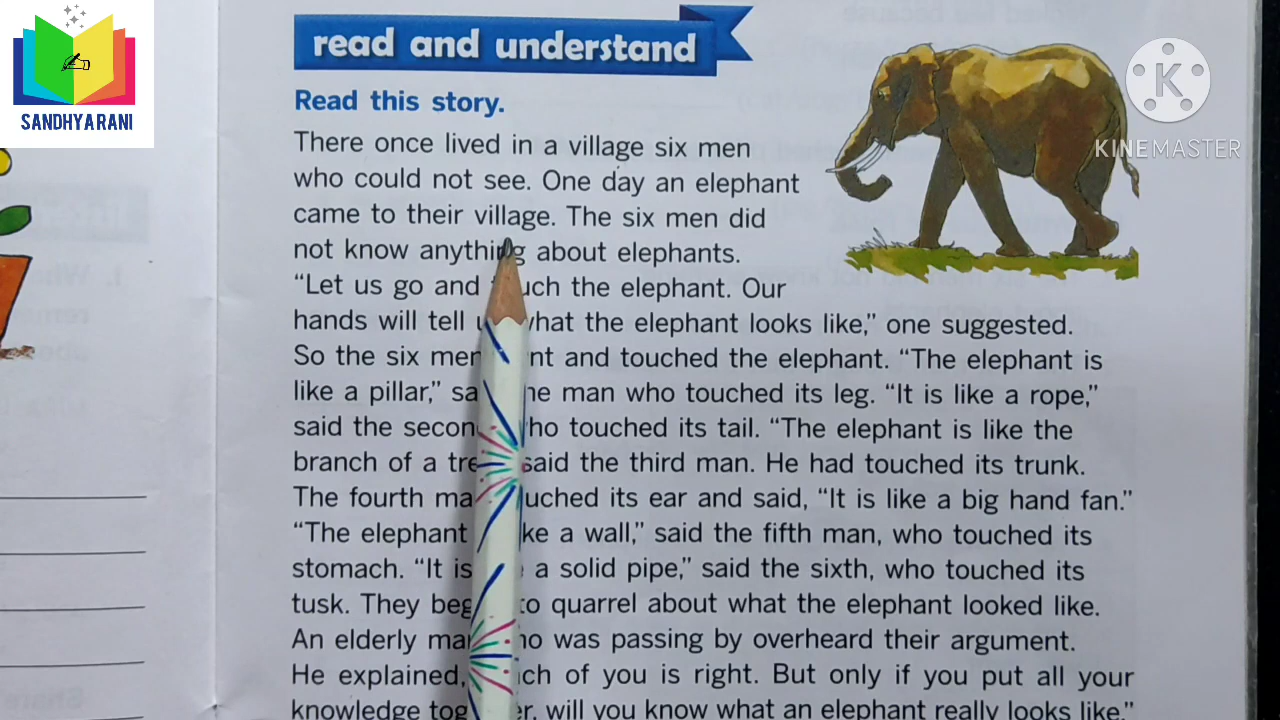 SANDHYARANI
K
KINEMASTER
read and understand
Read this story.
There once lived in a village six men
who could not see. One day an elephant
came to their village. The six men did
not know anything about elephants.
“Let us go and uch the elephant. Our
hands will tell u what the elephant looks like,” one suggested.
So the six men nt and touched the elephant. “The elephant is
like a pillar,” sa he man who touched its leg. “It is like a rope,”
said the secon ho touched its tail. “The elephant is like the
branch of a tre said the third man. He had touched its trunk.
The fourth ma uched its ear and said, “It is like a big hand fan.”
“The elephant ke a wall,” said the fifth man, who touched its
stomach. “It is a solid pipe,” said the sixth, who touched its
tusk. They beg to quarrel about what the elephant looked like.
An elderly ma ho was passing by overheard their argument.
He explained, ch of you is right. But only if you put all your
knowledge tog er, will you know what an elephant really looks like.”